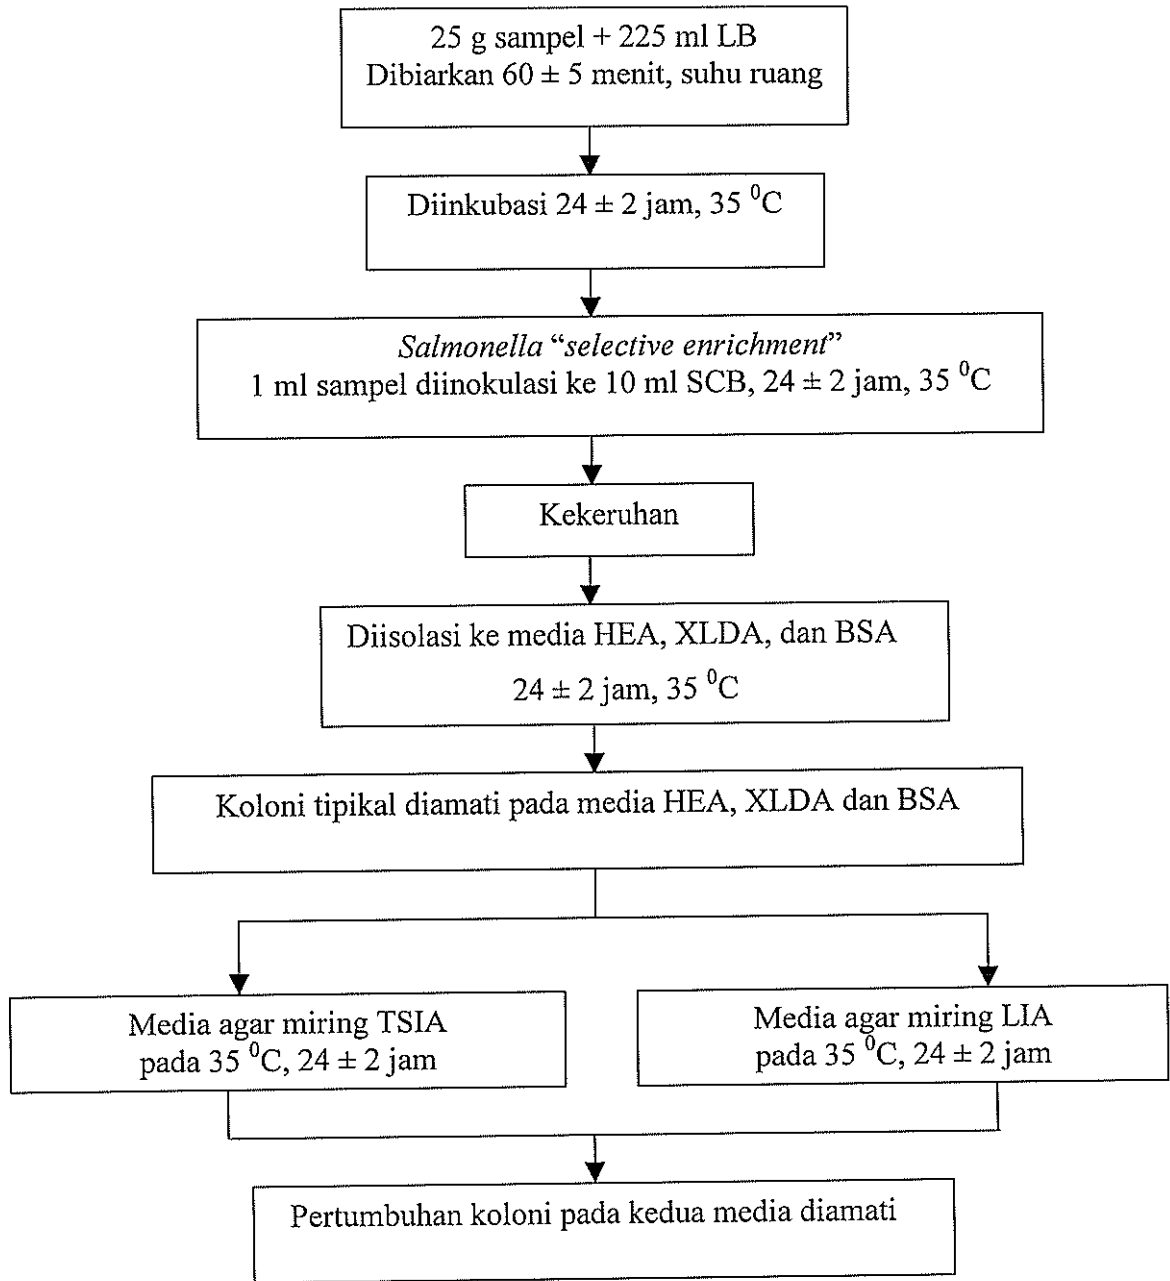 25 g sampel + 225 ml LB
Dibiarkan 60 ± 5 menit, suhu ruang
Diinkubasi 24 ± 2 jam, 35 ⁰C
Salmonella “selective enrichment”
1 ml sampel diinokulasi ke 10 ml SCB, 24 ± 2 jam, 35 ⁰C
Kekeruhan
Diisolasi ke media HEA, XLDA, dan BSA
24 ± 2 jam, 35 ⁰C
Koloni tipikal diamati pada media HEA, XLDA dan BSA
Media agar miring TSIA
pada 35 ⁰C, 24 ± 2 jam
Media agar miring LIA
pada 35 ⁰C, 24 ± 2 jam
Pertumbuhan koloni pada kedua media diamati